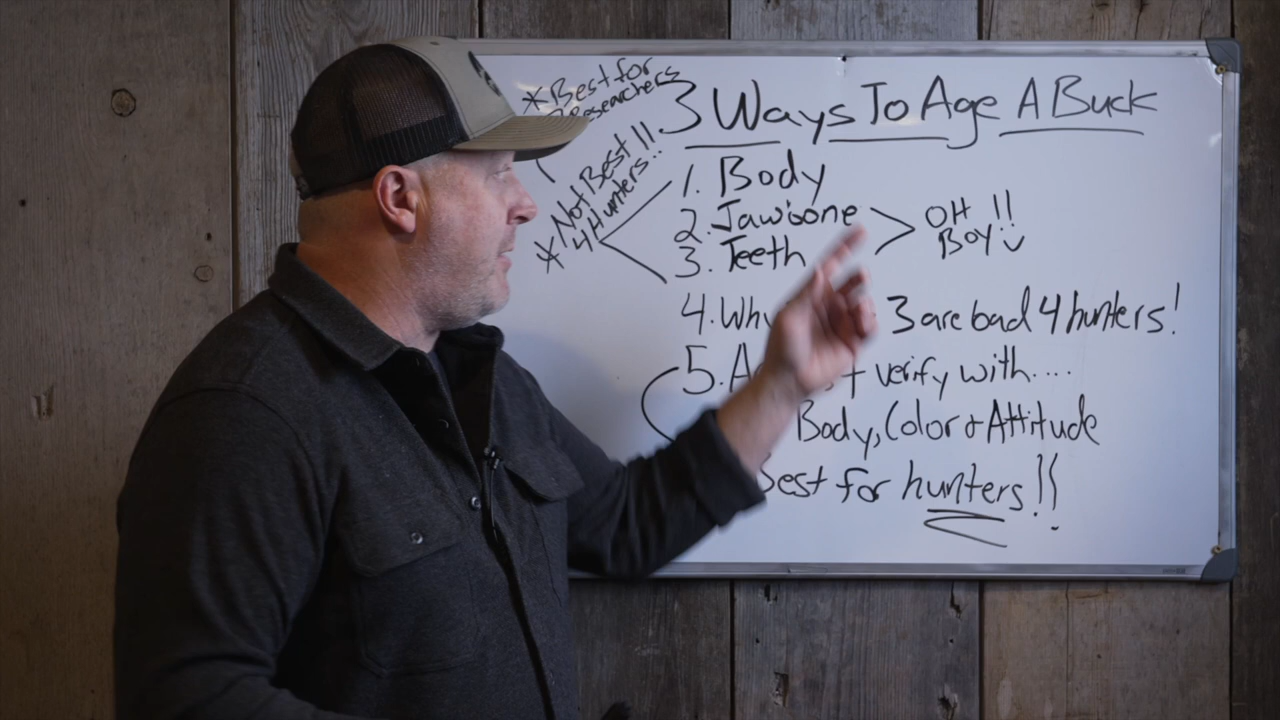 * Best for
Researchers
* Not Best !!
4 Hunters!!
3 Ways To Age A Buck
1. Body
2. Jawbone
3. Teeth
OH !!
Boy
4. Why 3 are bad 4 hunters!
5. verify with....
Body, Color & Attitude
Best for hunters!!